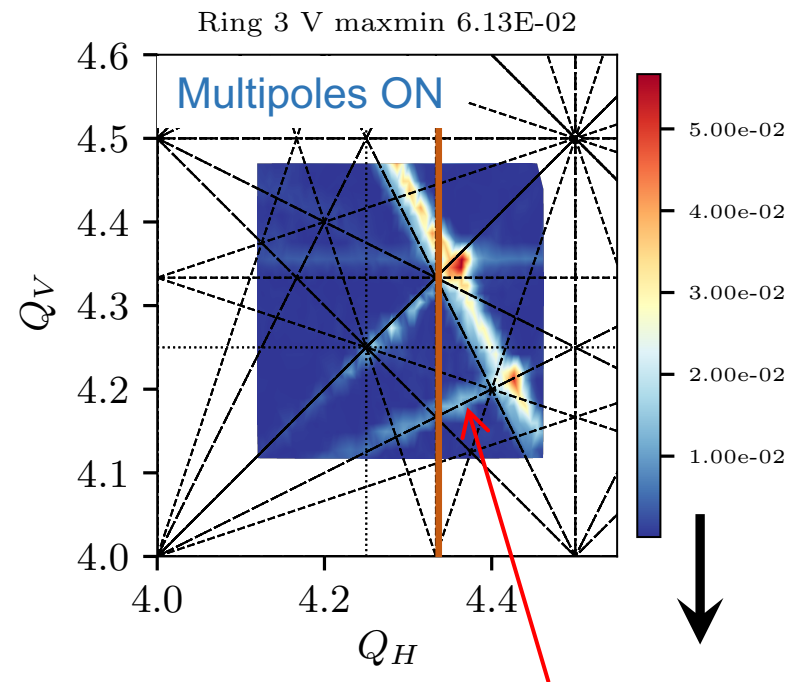 Ring 3 V maxmin 6.13E-02
Multipoles ON
4.6
4.5
4.4
4.3
4.2
4.1
4.0
Q_V
4.0 4.2 4.4
Q_H
5.00e-02
4.00e-02
3.00e-02
2.00e-02
1.00e-02